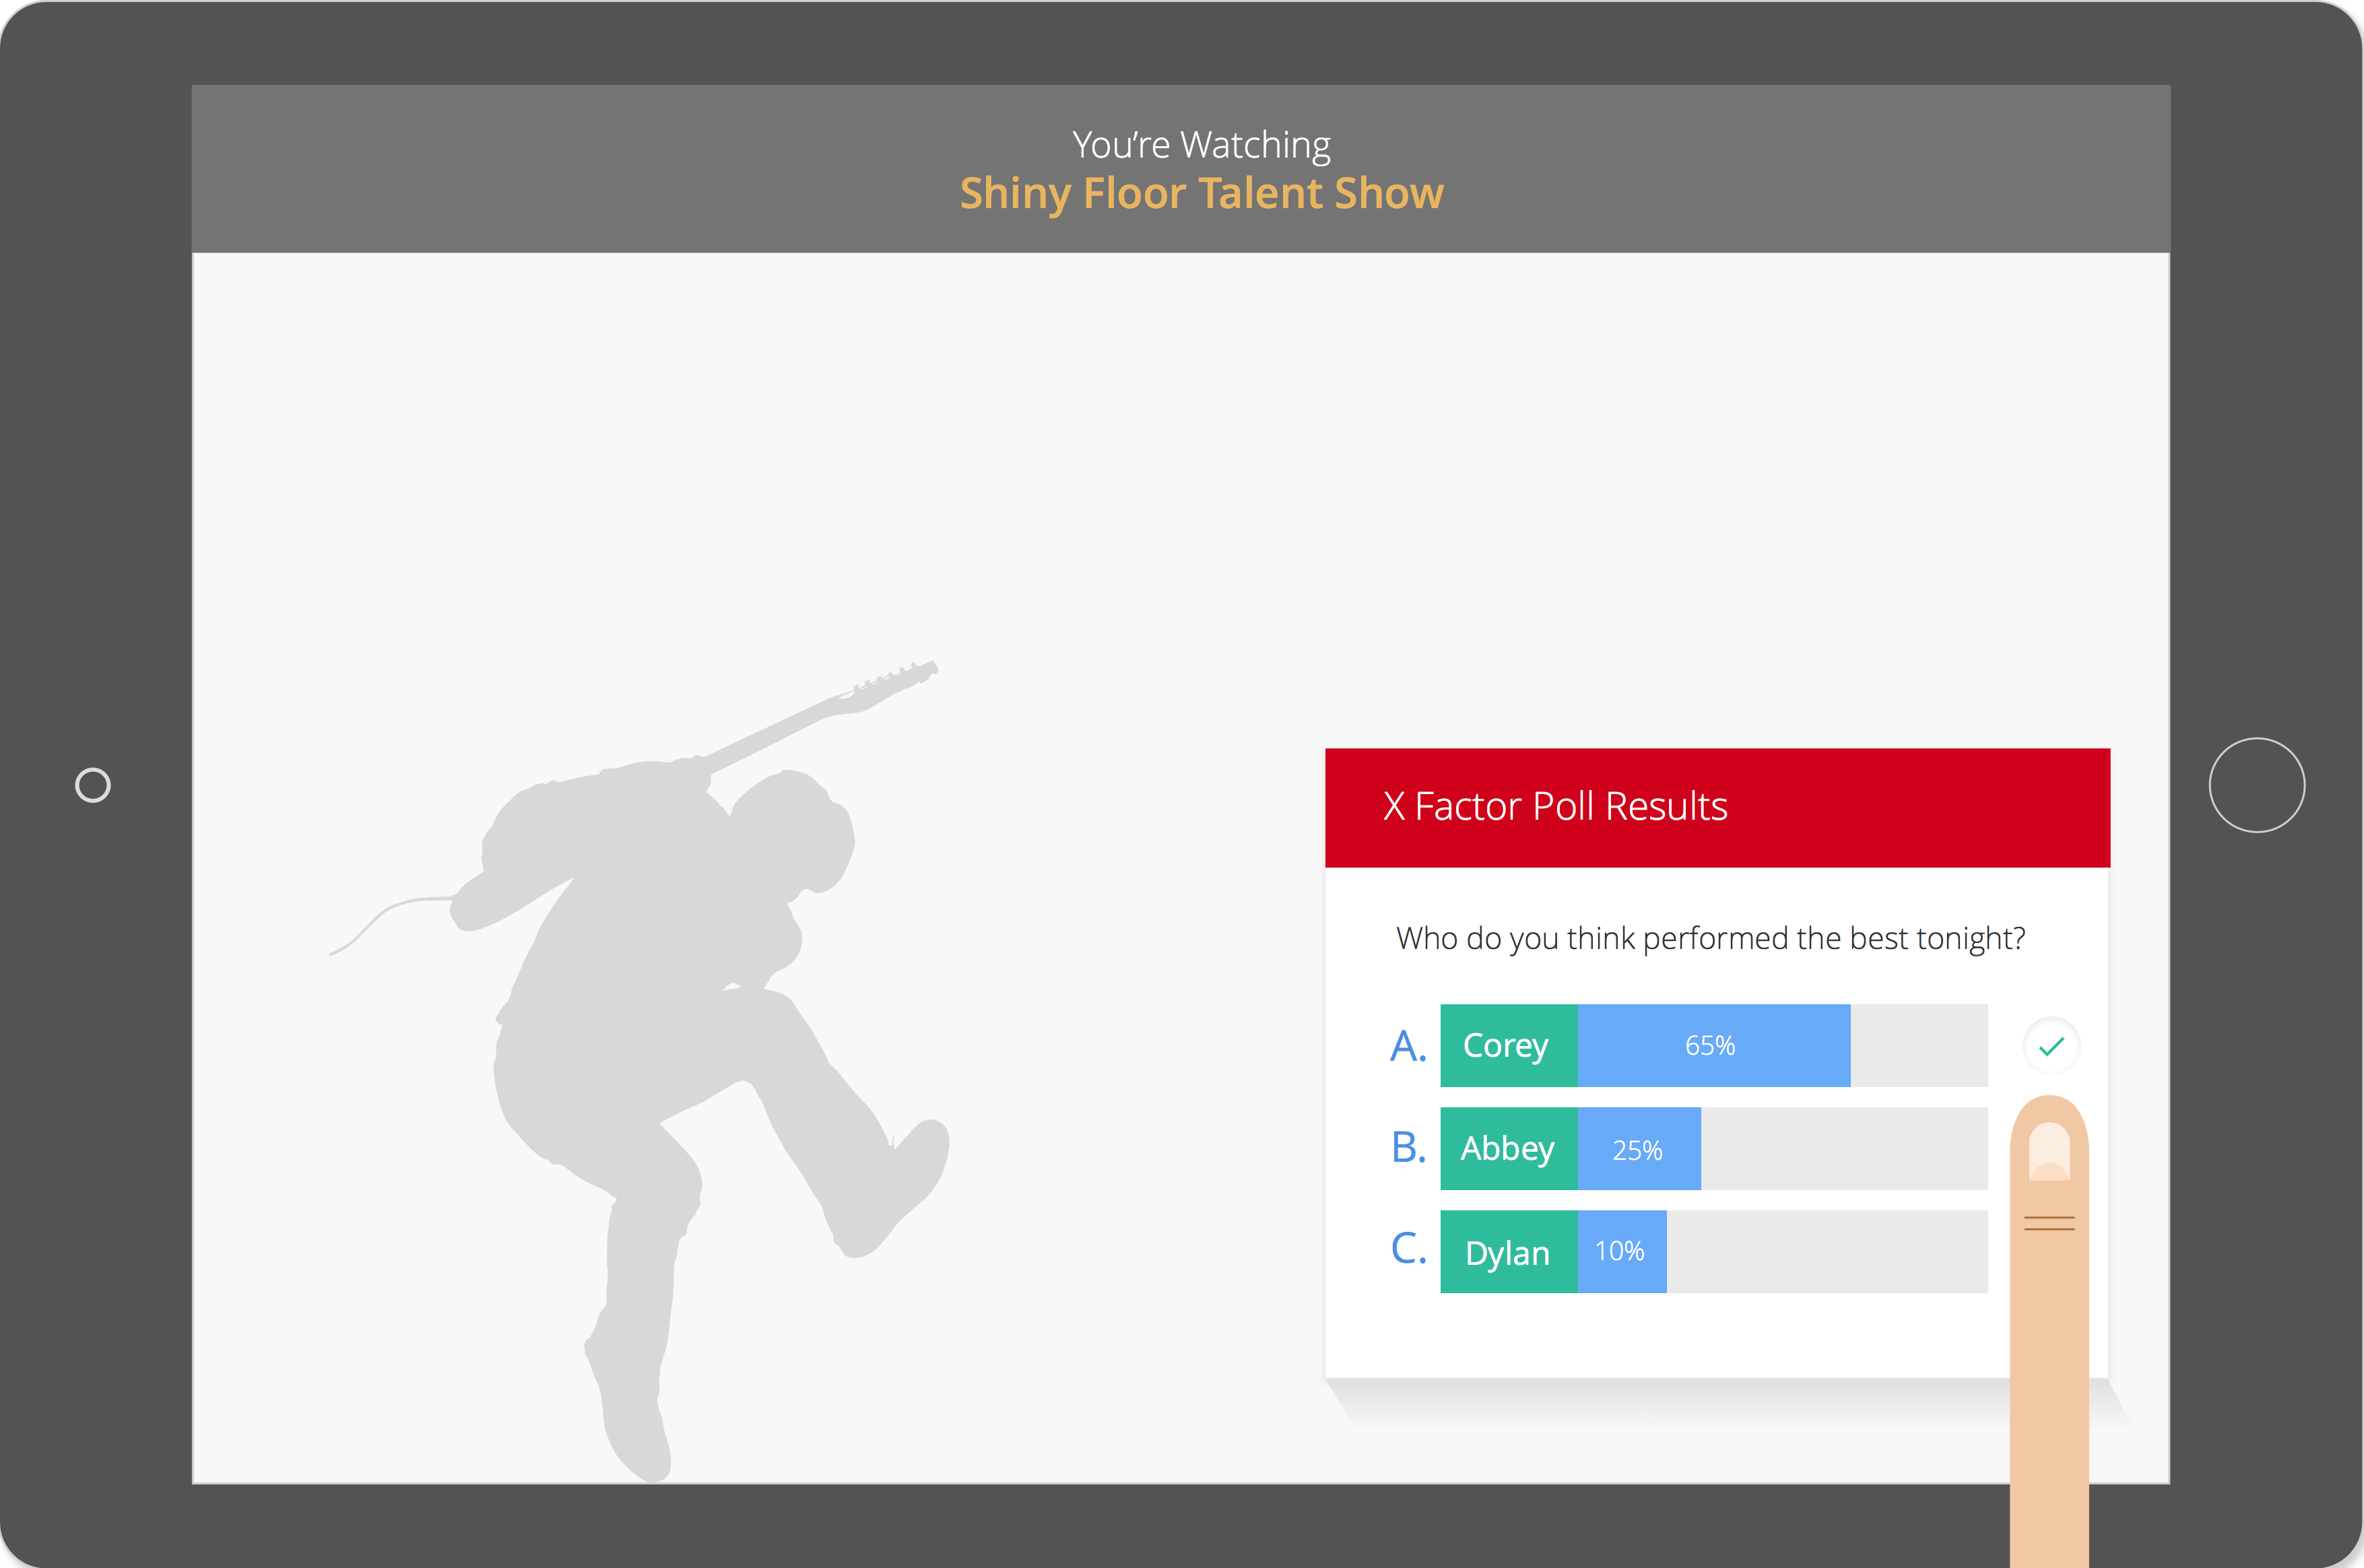 You’re Watching
Shiny Floor Talent Show
X Factor Poll Results
Who do you think performed the best tonight?
A. Corey 65%
B. Abbey 25%
C. Dylan 10%